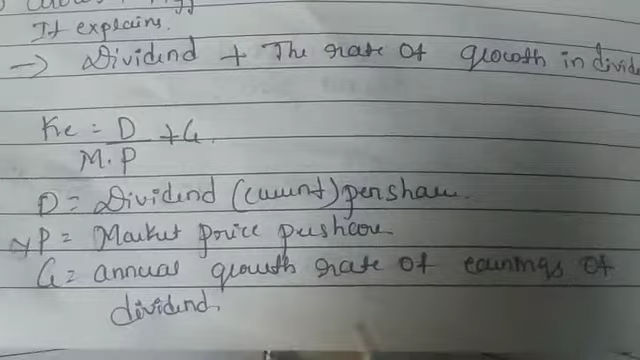 It explains.
→ Dividend + The rate of growth in divide
Ke = D/M.P + G
D = Dividend (current) per share.
P = Market price per share
G = annual growth rate of earnings of
dividend.